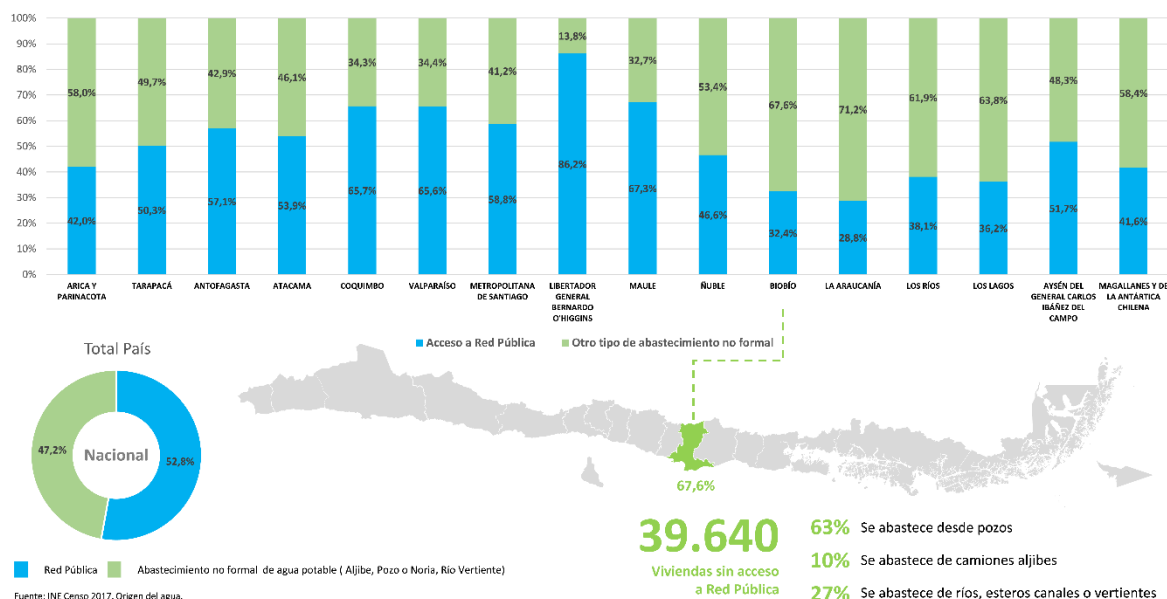 100%
90%
80%
70%
60%
50%
40%
30%
20%
10%
0%
58,0% 49,7% 42,9% 46,1% 34,3% 34,4% 41,2% 13,8% 32,7% 53,4% 67,6% 71,2% 61,9% 63,8% 48,3% 58,4%
42,0% 50,3% 57,1% 53,9% 65,7% 65,6% 58,8% 86,2% 67,3% 46,6% 32,4% 28,8% 38,1% 36,2% 51,7% 41,6%
ARICA Y
PARINACOTA
TARAPACÁ
ANTOFAGASTA
ATACAMA
COQUIMBO
VALPARAÍSO
METROPOLITANA
DE SANTIAGO
LIBERTADOR
GENERAL
BERNARDO
O'HIGGINS
MAULE
ÑUBLE
BIOBÍO
LA ARAUCANÍA
LOS RÍOS
LOS LAGOS
AYSÉN DEL
GENERAL CARLOS
IBÁÑEZ DEL
CAMPO
MAGALLANES Y DE
LA ANTÁRTICA
CHILENA
Acceso a Red Pública Otro tipo de abastecimiento no formal
Total País
47,2%
Nacional
52,8%
Red Pública Abastecimiento no formal de agua potable ( Aljibe, Pozo o Noria, Río Vertiente)
Fuente: INE Censo 2017. Origen del agua.
67,6%
39.640
Viviendas sin acceso
a Red Pública
63% Se abastece desde pozos
10% Se abastece de camiones aljibes
27% Se abastece de ríos, esteros canales o vertientes